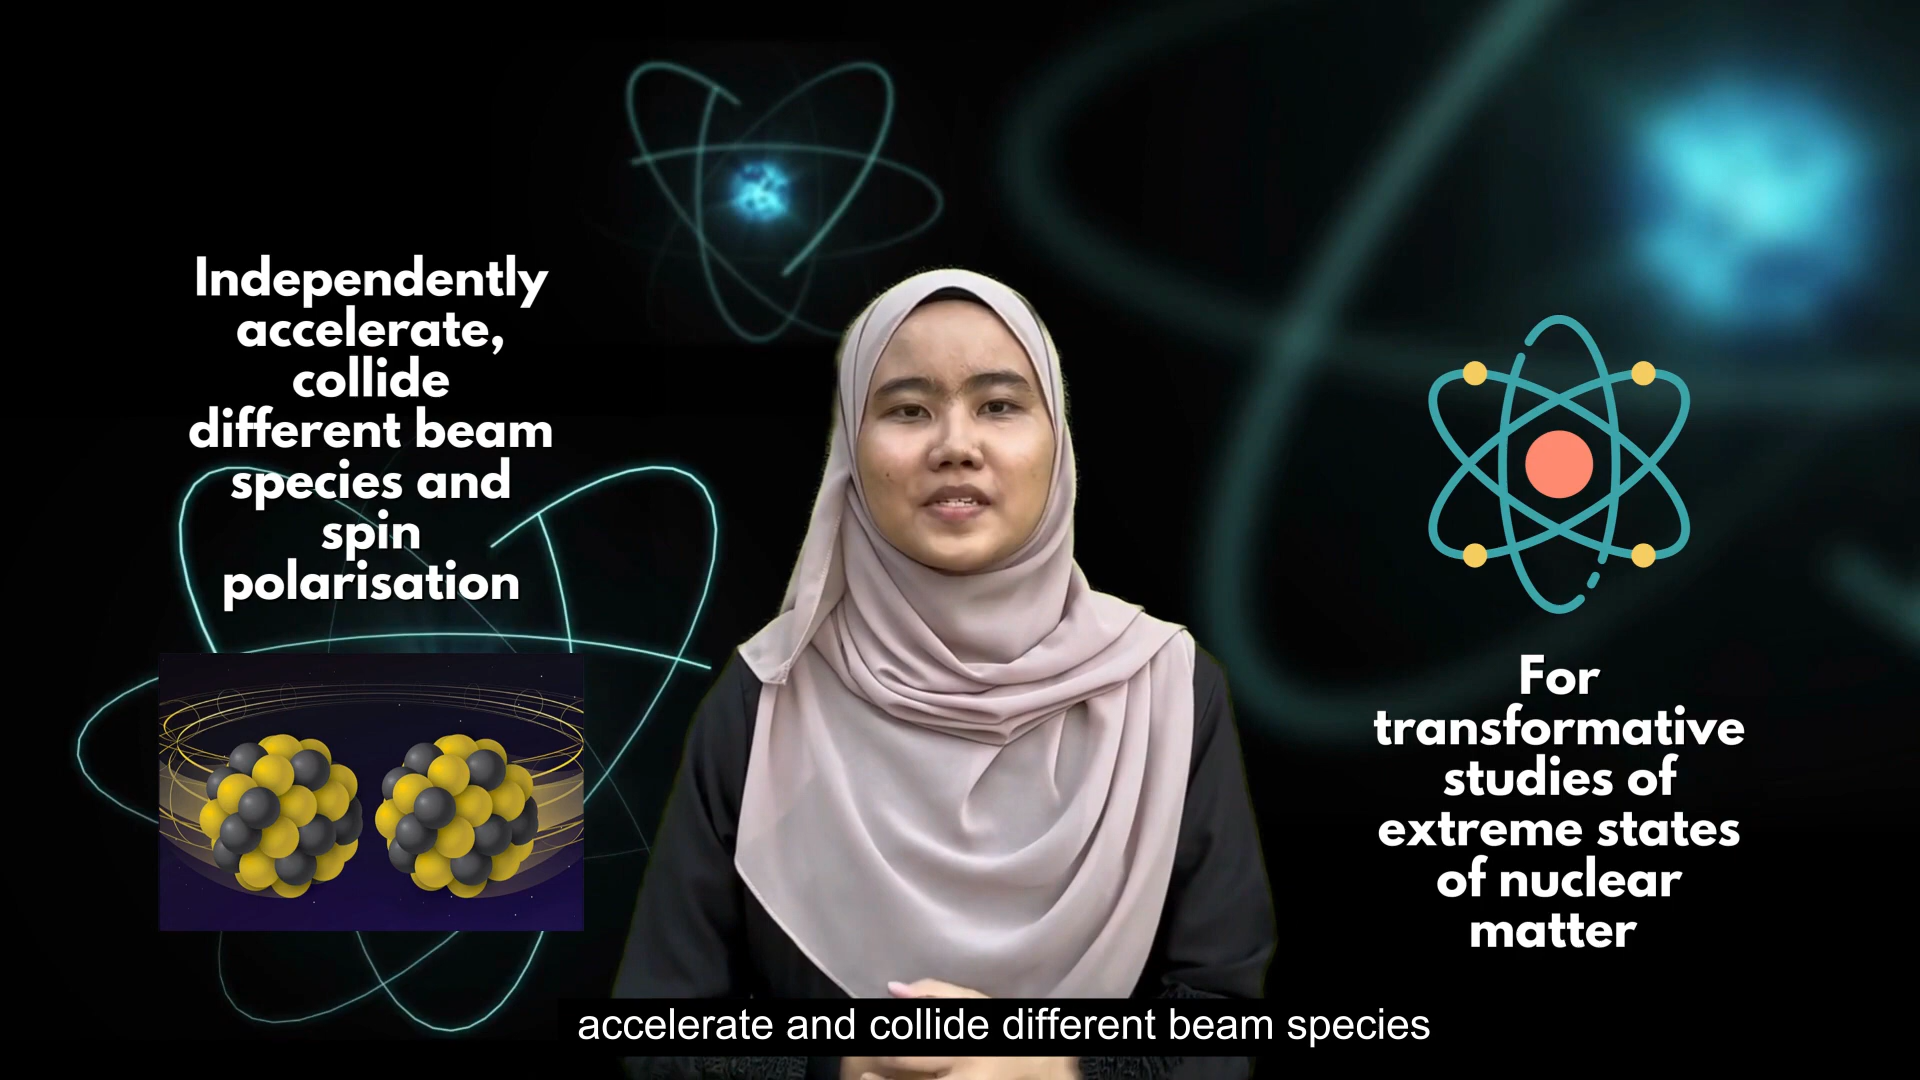 Independently
accelerate,
collide
different beam
species and
spin
polarisation
For
transformative
studies of
extreme states
of nuclear
matter
accelerate and collide different beam species